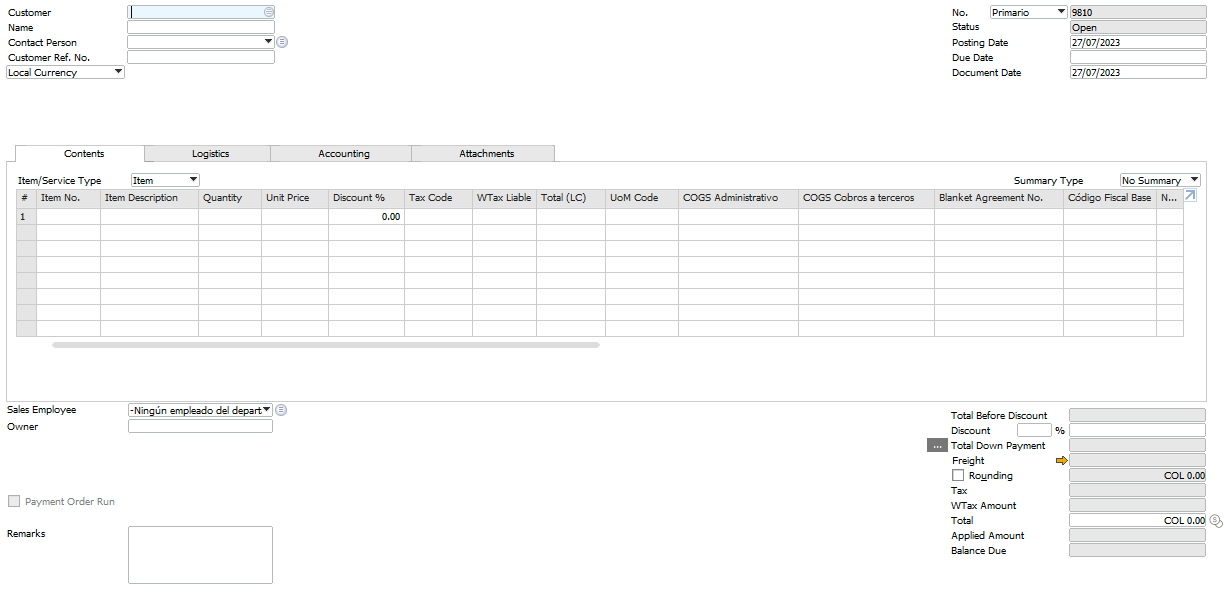 Customer
No. Primario 9810
Name
Status Open
Contact Person
Posting Date 27/07/2023
Customer Ref. No.
Due Date
Local Currency
Document Date 27/07/2023
Contents Logistics Accounting Attachments
Item/Service Type Item Summary Type No Summary
# Item No. Item Description Quantity Unit Price Discount % Tax Code WTax Liable Total (LC) UoM Code COGS Administrativo COGS Cobros a terceros Blanket Agreement No. Código Fiscal Base N...
1 0.00
Sales Employee -Ningún empleado del depart
Owner
Total Before Discount
Discount %
... Total Down Payment
Freight
Rounding COL 0.00
Tax
Payment Order Run
WTax Amount
Total COL 0.00
Remarks
Applied Amount
Balance Due